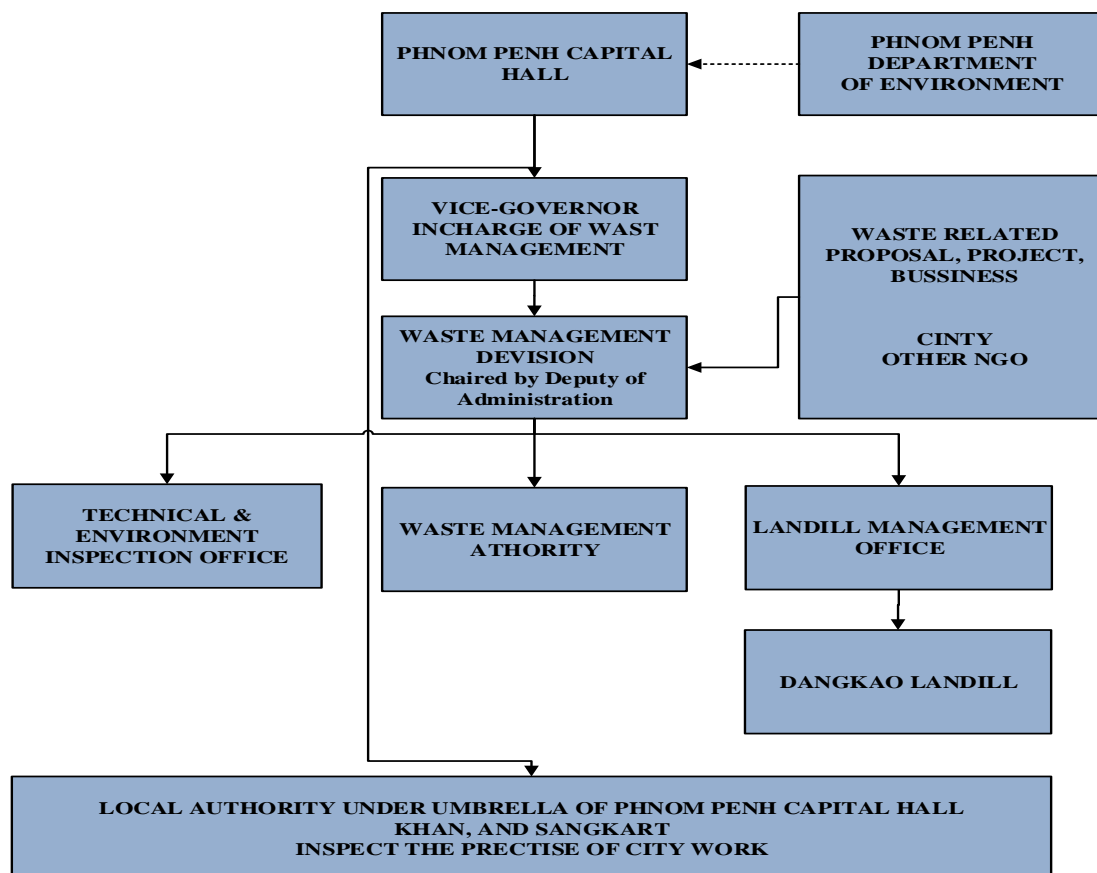 PHNOM PENH CAPITAL
HALL
PHNOM PENH
DEPARTMENT
OF ENVIRONMENT
VICE-GOVERNOR
INCHARGE OF WAST
MANAGEMENT
WASTE RELATED
PROPOSAL, PROJECT,
BUSSINESS
CINTY
OTHER NGO
WASTE MANAGEMENT
DEVISION
Chaired by Deputy of
Administration
TECHNICAL &
ENVIRONMENT
INSPECTION OFFICE
WASTE MANAGEMENT
ATHORITY
LANDILL MANAGEMENT
OFFICE
DANGKAO LANDILL
LOCAL AUTHORITY UNDER UMBRELLA OF PHNOM PENH CAPITAL HALL
KHAN, AND SANGKART
INSPECT THE PRECTISE OF CITY WORK